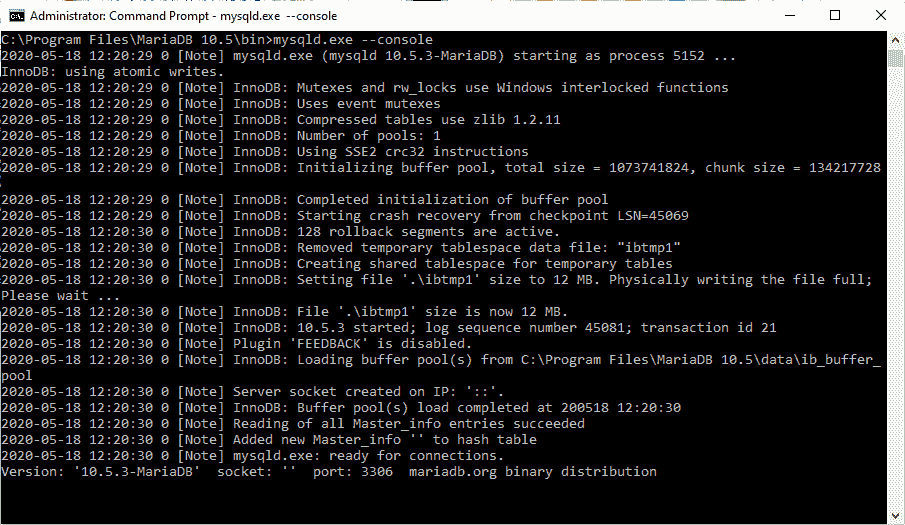 Administrator: Command Prompt - mysqld.exe --console
C:\Program Files\MariaDB 10.5\bin>mysqld.exe --console
2020-05-18 12:20:29 0 [Note] mysqld.exe (mysqld 10.5.3-MariaDB) starting as process 5152 ...
InnoDB: using atomic writes.
2020-05-18 12:20:29 0 [Note] InnoDB: Mutexes and rw_locks use Windows interlocked functions
2020-05-18 12:20:29 0 [Note] InnoDB: Uses event mutexes
2020-05-18 12:20:29 0 [Note] InnoDB: Compressed tables use zlib 1.2.11
2020-05-18 12:20:29 0 [Note] InnoDB: Number of pools: 1
2020-05-18 12:20:29 0 [Note] InnoDB: Using SSE2 crc32 instructions
2020-05-18 12:20:29 0 [Note] InnoDB: Initializing buffer pool, total size = 1073741824, chunk size = 134217728
2020-05-18 12:20:29 0 [Note] InnoDB: Completed initialization of buffer pool
2020-05-18 12:20:29 0 [Note] InnoDB: Starting crash recovery from checkpoint LSN=45069
2020-05-18 12:20:30 0 [Note] InnoDB: 128 rollback segments are active.
2020-05-18 12:20:30 0 [Note] InnoDB: Removed temporary tablespace data file: "ibtmp1"
2020-05-18 12:20:30 0 [Note] InnoDB: Creating shared tablespace for temporary tables
2020-05-18 12:20:30 0 [Note] InnoDB: Setting file '.\ibtmp1' size to 12 MB. Physically writing the file full;
Please wait ...
2020-05-18 12:20:30 0 [Note] InnoDB: File '.\ibtmp1' size is now 12 MB.
2020-05-18 12:20:30 0 [Note] InnoDB: 10.5.3 started; log sequence number 45081; transaction id 21
2020-05-18 12:20:30 0 [Note] Plugin 'FEEDBACK' is disabled.
2020-05-18 12:20:30 0 [Note] InnoDB: Loading buffer pool(s) from C:\Program Files\MariaDB 10.5\data\ib_buffer_
pool
2020-05-18 12:20:30 0 [Note] Server socket created on IP: '::'.
2020-05-18 12:20:30 0 [Note] InnoDB: Buffer pool(s) load completed at 200518 12:20:30
2020-05-18 12:20:30 0 [Note] Reading of all Master_info entries succeeded
2020-05-18 12:20:30 0 [Note] Added new Master_info '' to hash table
2020-05-18 12:20:30 0 [Note] mysqld.exe: ready for connections.
Version: '10.5.3-MariaDB'  socket: ''  port: 3306  mariadb.org binary distribution